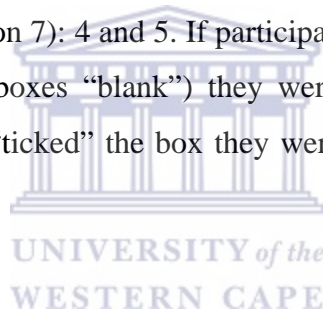 on 7): 4 and 5. If participa
boxes “blank”) they wer
“ticked” the box they wer
UNIVERSITY of the
WESTERN CAPE